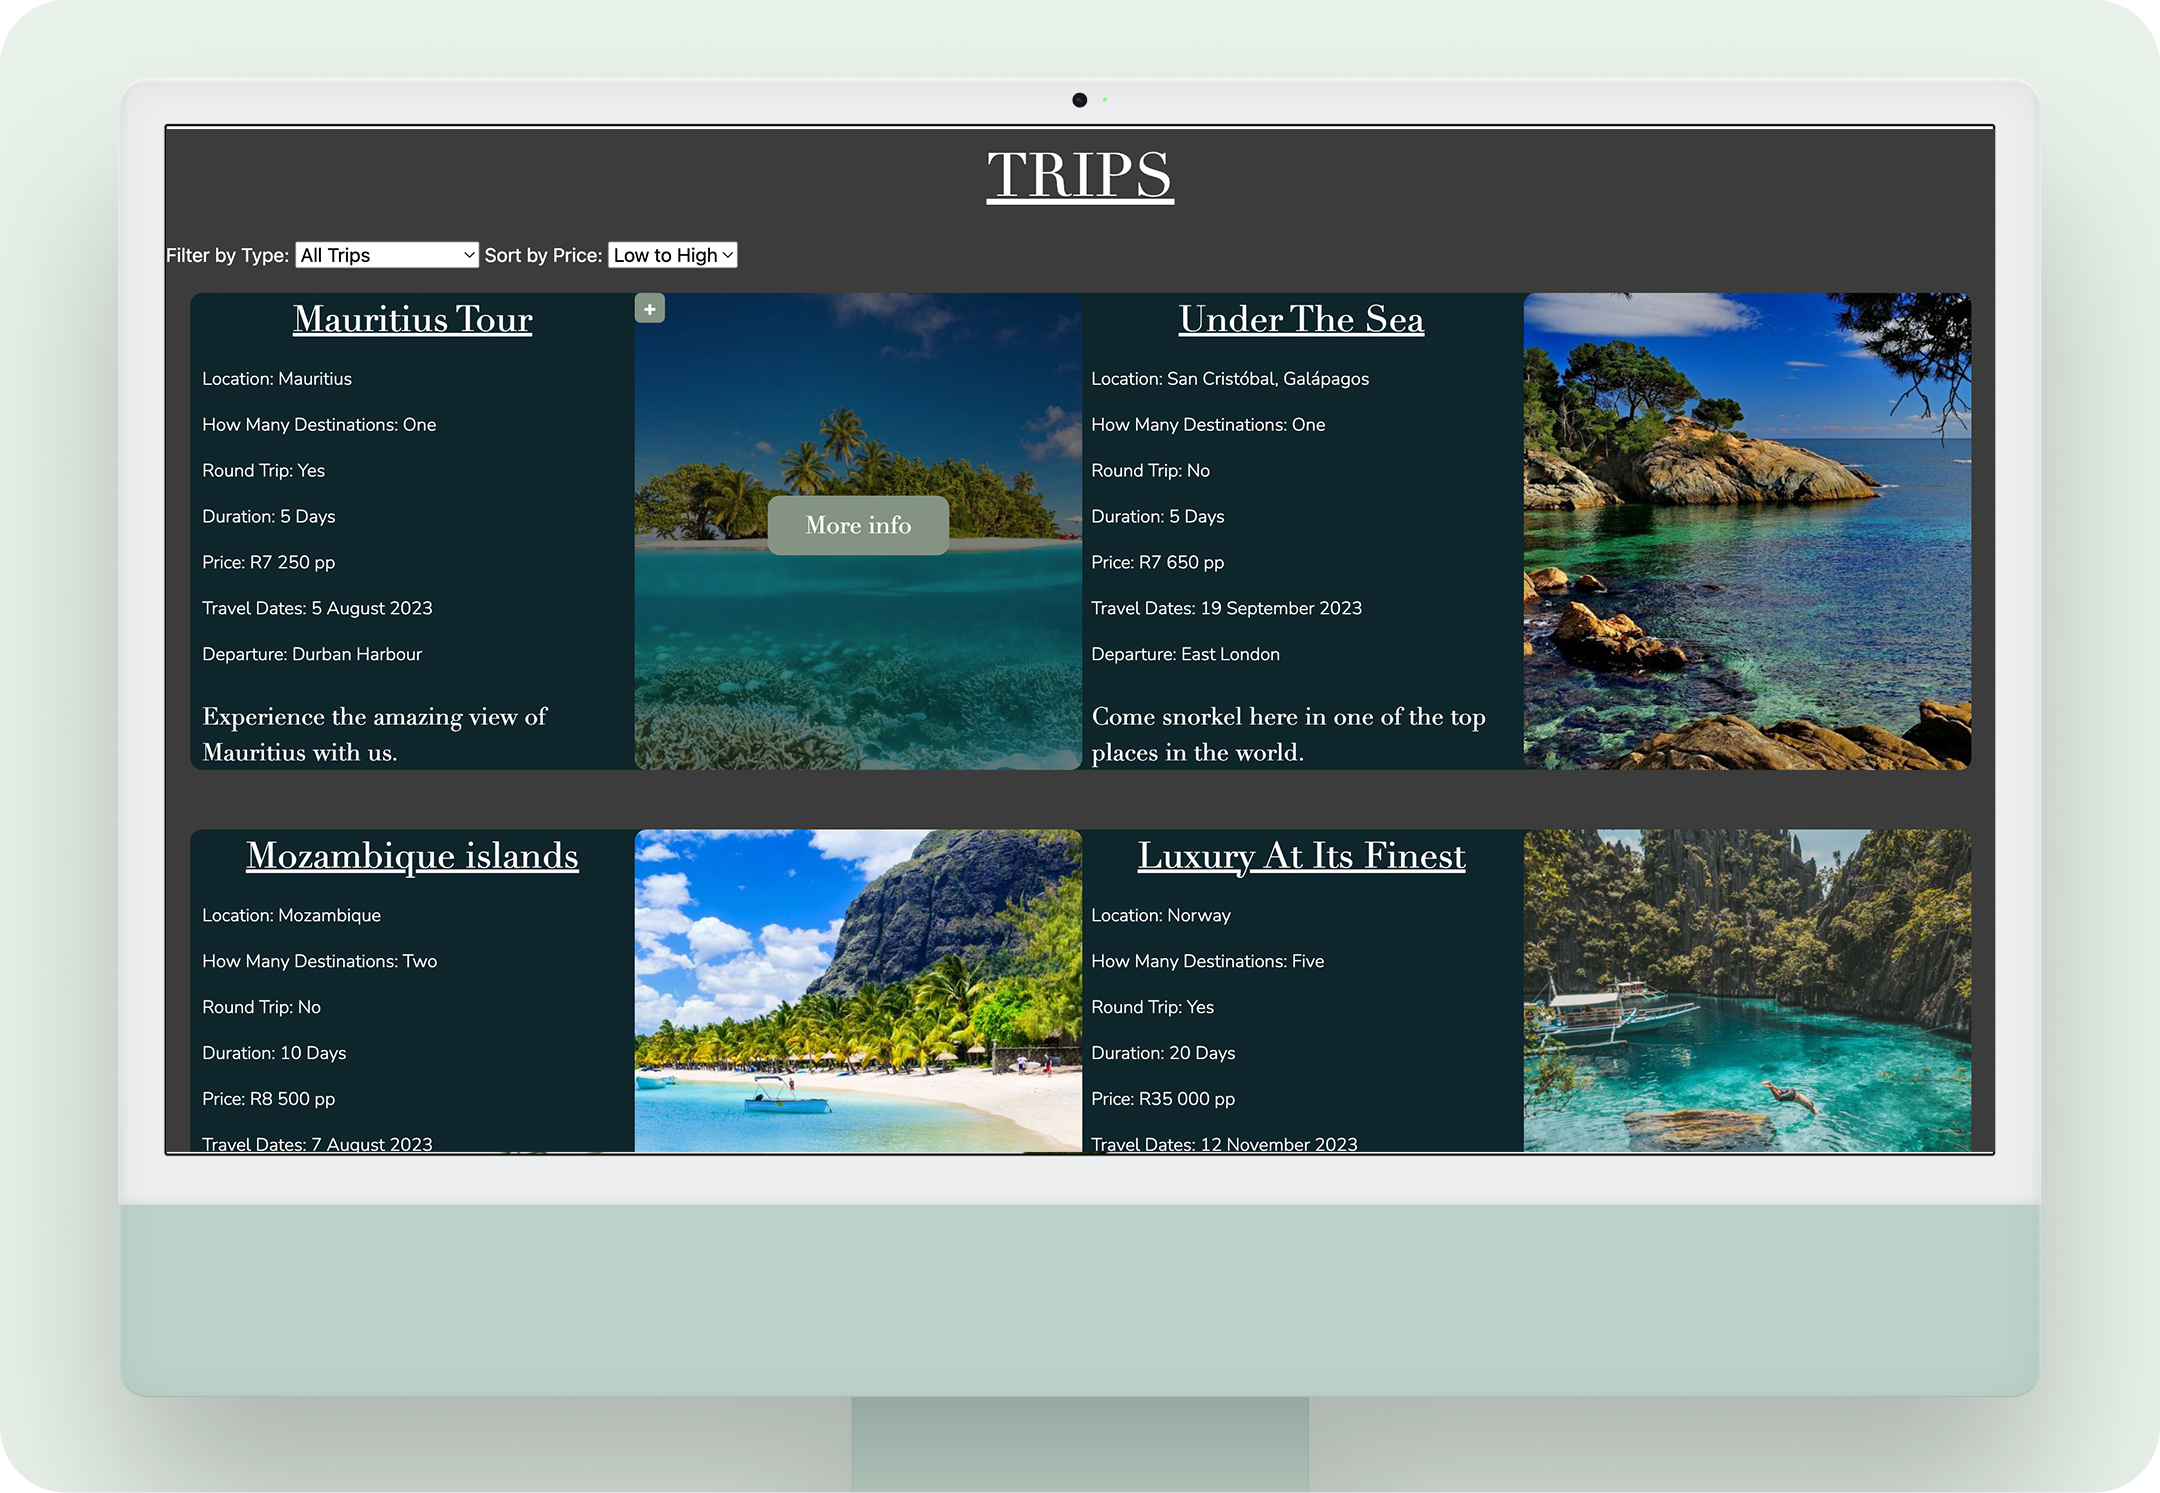 TRIPS
Filter by Type: All Trips Sort by Price: Low to High
Mauritius Tour
Location: Mauritius
How Many Destinations: One
Round Trip: Yes
Duration: 5 Days
Price: R7 250 pp
Travel Dates: 5 August 2023
Departure: Durban Harbour
Experience the amazing view of
Mauritius with us.
+
More info
Under The Sea
Location: San Cristóbal, Galápagos
How Many Destinations: One
Round Trip: No
Duration: 5 Days
Price: R7 650 pp
Travel Dates: 19 September 2023
Departure: East London
Come snorkel here in one of the top
places in the world.
Mozambique islands
Location: Mozambique
How Many Destinations: Two
Round Trip: No
Duration: 10 Days
Price: R8 500 pp
Travel Dates: 7 August 2023
Luxury At Its Finest
Location: Norway
How Many Destinations: Five
Round Trip: Yes
Duration: 20 Days
Price: R35 000 pp
Travel Dates: 12 November 2023